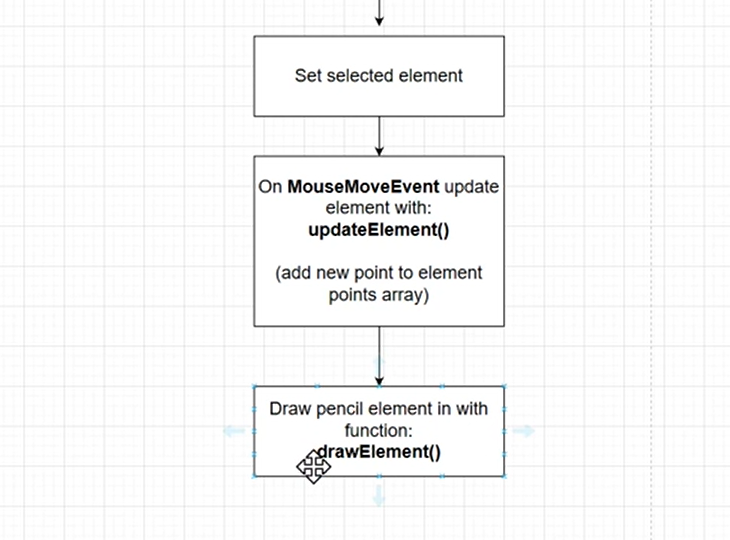 Set selected element
On MouseMoveEvent update
element with:
updateElement()
(add new point to element
points array)
Draw pencil element in with
function:
drawElement()